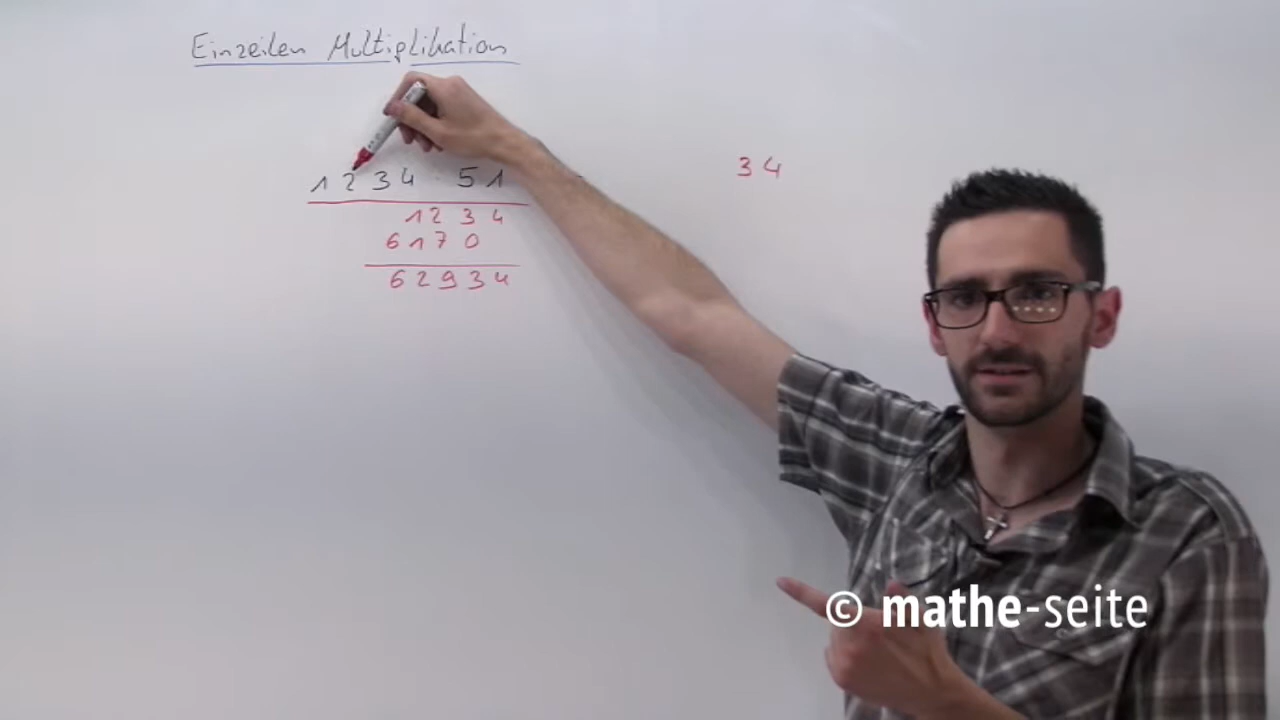 Einzeilen Multiplikation
1234 · 51
34
1234
6170
62934
© mathe-seite